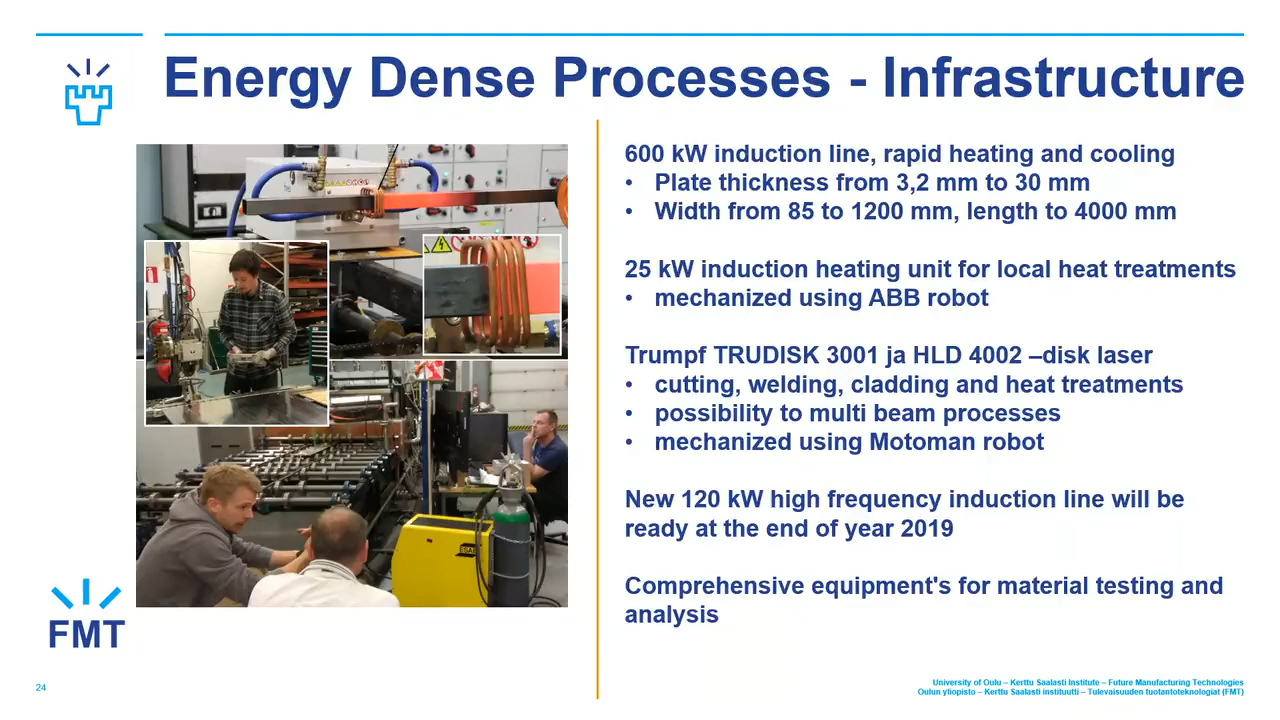 Energy Dense Processes - Infrastructure
600 kW induction line, rapid heating and cooling
• Plate thickness from 3,2 mm to 30 mm
• Width from 85 to 1200 mm, length to 4000 mm
25 kW induction heating unit for local heat treatments
• mechanized using ABB robot
Trumpf TRUDISK 3001 ja HLD 4002 –disk laser
• cutting, welding, cladding and heat treatments
• possibility to multi beam processes
• mechanized using Motoman robot
New 120 kW high frequency induction line will be
ready at the end of year 2019
Comprehensive equipment's for material testing and
analysis
ESAB
FMT
24
University of Oulu – Kerttu Saalasti Institute – Future Manufacturing Technologies
Oulun yliopisto – Kerttu Saalasti instituutti – Tulevaisuuden tuotantoteknologiat (FMT)